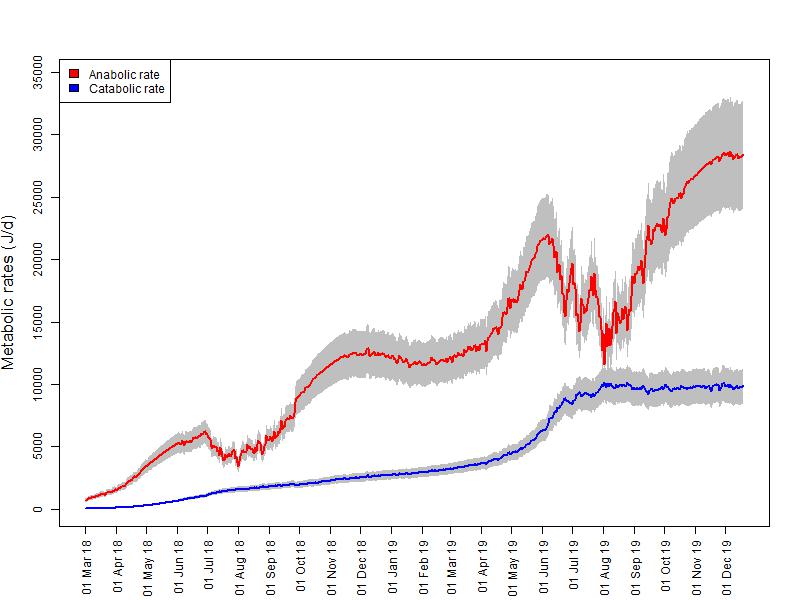 Metabolic rates (J/d)
35000
30000
25000
20000
15000
10000
5000
0
Anabolic rate
Catabolic rate
01 Mar 18
01 Apr 18
01 May 18
01 Jun 18
01 Jul 18
01 Aug 18
01 Sep 18
01 Oct 18
01 Nov 18
01 Dec 18
01 Jan 19
01 Feb 19
01 Mar 19
01 Apr 19
01 May 19
01 Jun 19
01 Jul 19
01 Aug 19
01 Sep 19
01 Oct 19
01 Nov 19
01 Dec 19